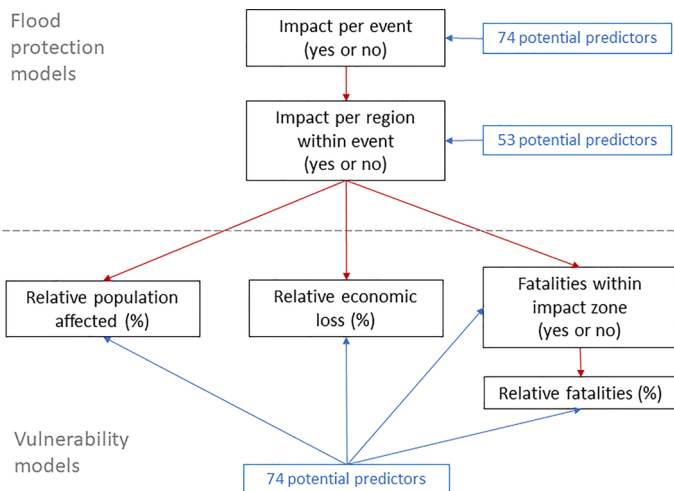 Flood
protection
models
Impact per event
(yes or no)
74 potential predictors
Impact per region
within event
(yes or no)
53 potential predictors
Relative population
affected (%)
Relative economic
loss (%)
Fatalities within
impact zone
(yes or no)
Relative fatalities (%)
Vulnerability
models
74 potential predictors